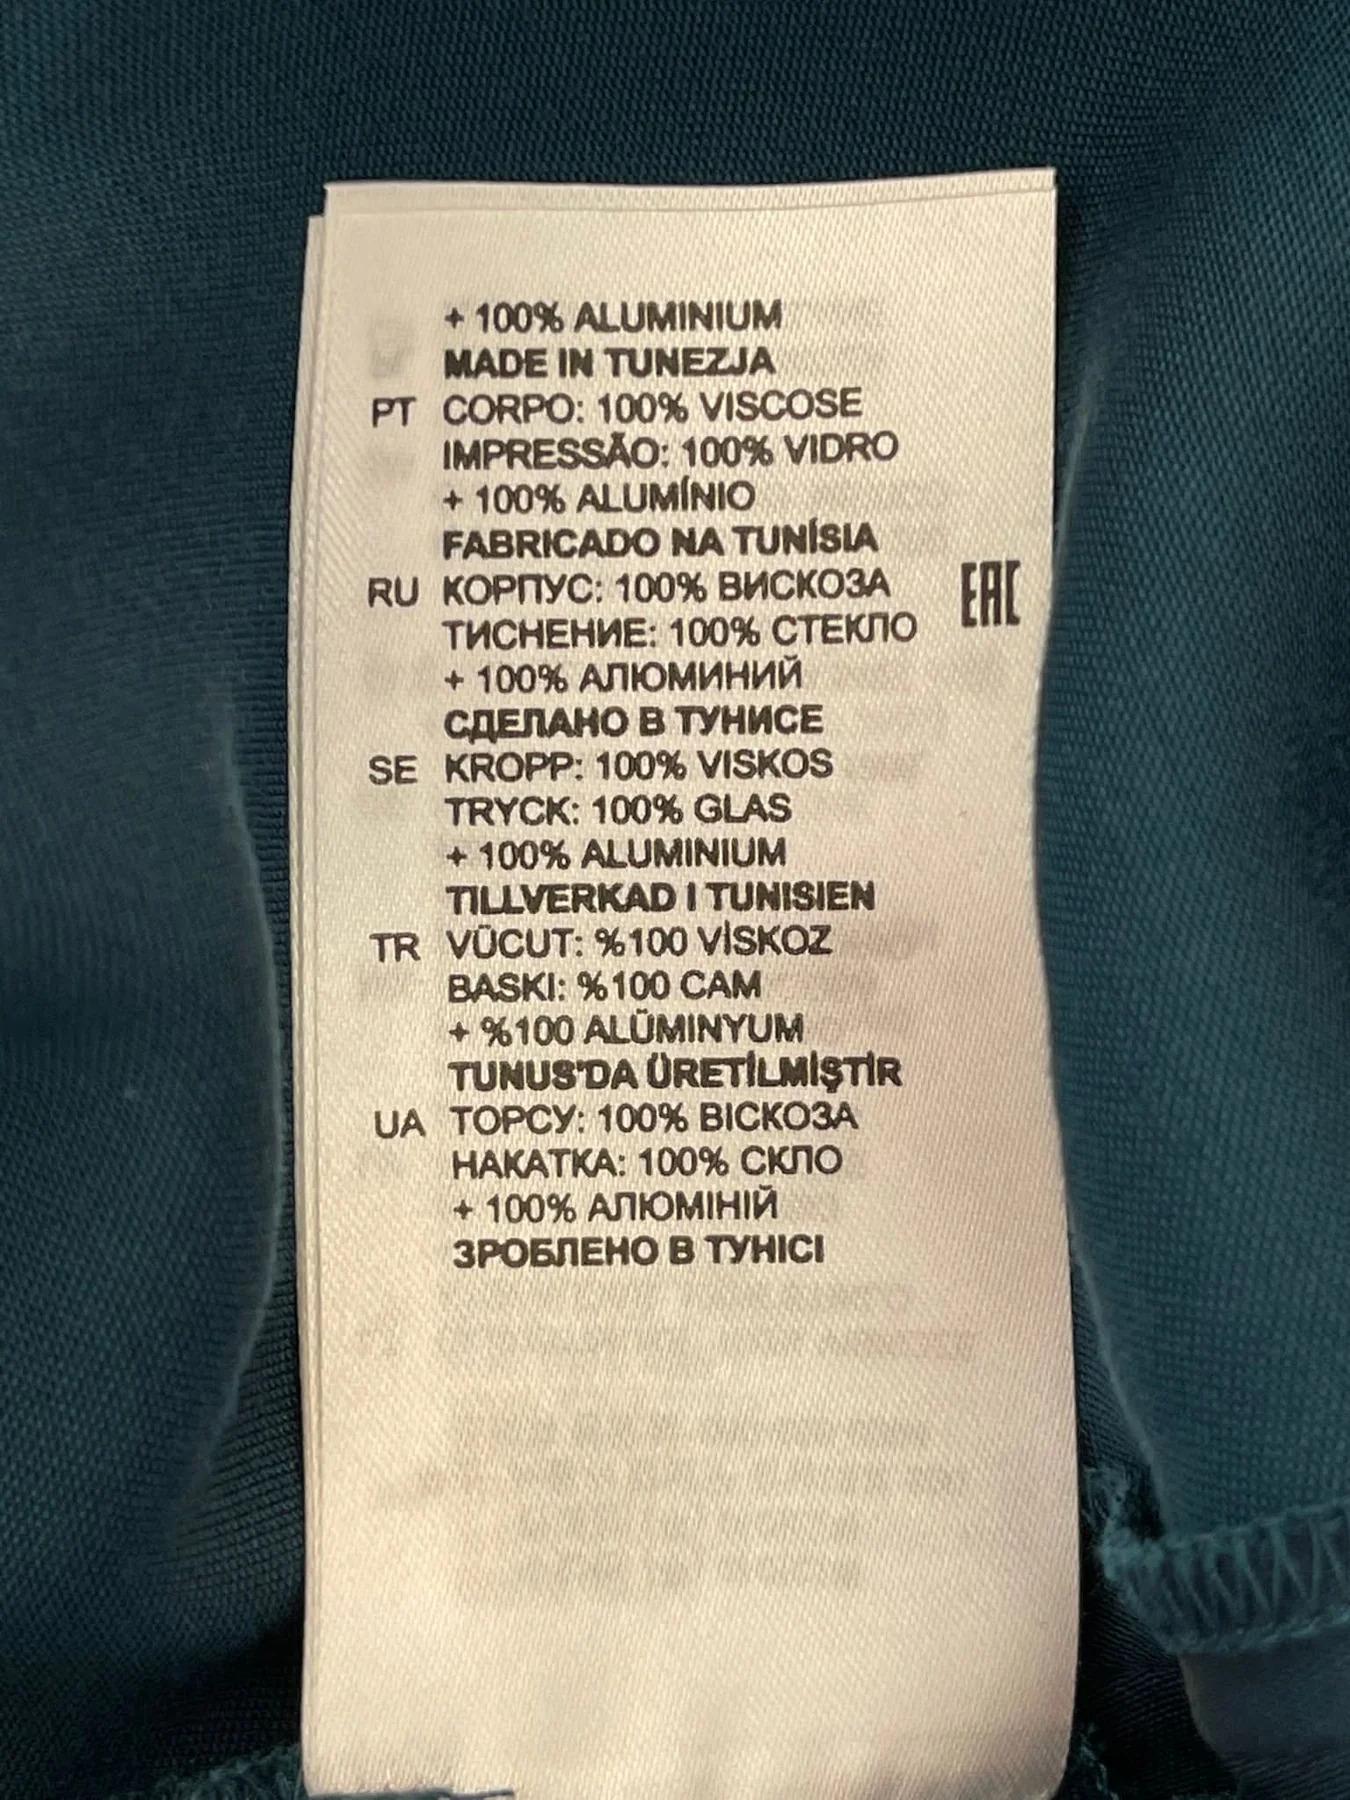 + 100% ALUMINIUM
MADE IN TUNEZJA
PT CORPO: 100% VISCOSE
IMPRESSÃO: 100% VIDRO
+ 100% ALUMÍNIO
FABRICADO NA TUNÍSIA
RU КОРПУС: 100% ВИСКОЗА
EAC
ТИСНЕНИЕ: 100% СТЕКЛО
+ 100% АЛЮМИНИЙ
СДЕЛАНО В ТУНИСЕ
SE KROPP: 100% VISKOS
TRYCK: 100% GLAS
+ 100% ALUMINIUM
TILLVERKAD I TUNISIEN
TR VÜCUT: %100 VİSKOZ
BASKI: %100 CAM
+ %100 ALÜMINYUM
TUNUS'DA ÜRETİLMİŞTİR
UA ТОРСУ: 100% ВІСКОЗА
НАКАТКА: 100% СКЛО
+ 100% АЛЮМІНІЙ
ЗРОБЛЕНО В ТУНІСІ